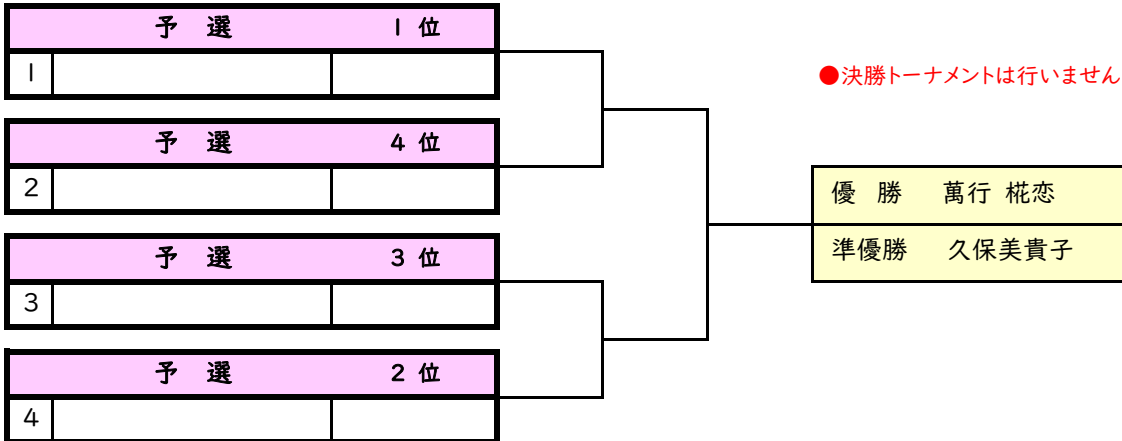 予 選 1 位
1
●決勝トーナメントは行いません
予 選 4 位
2
優 勝 萬行 椛恋
準優勝 久保美貴子
予 選 3 位
3
予 選 2 位
4